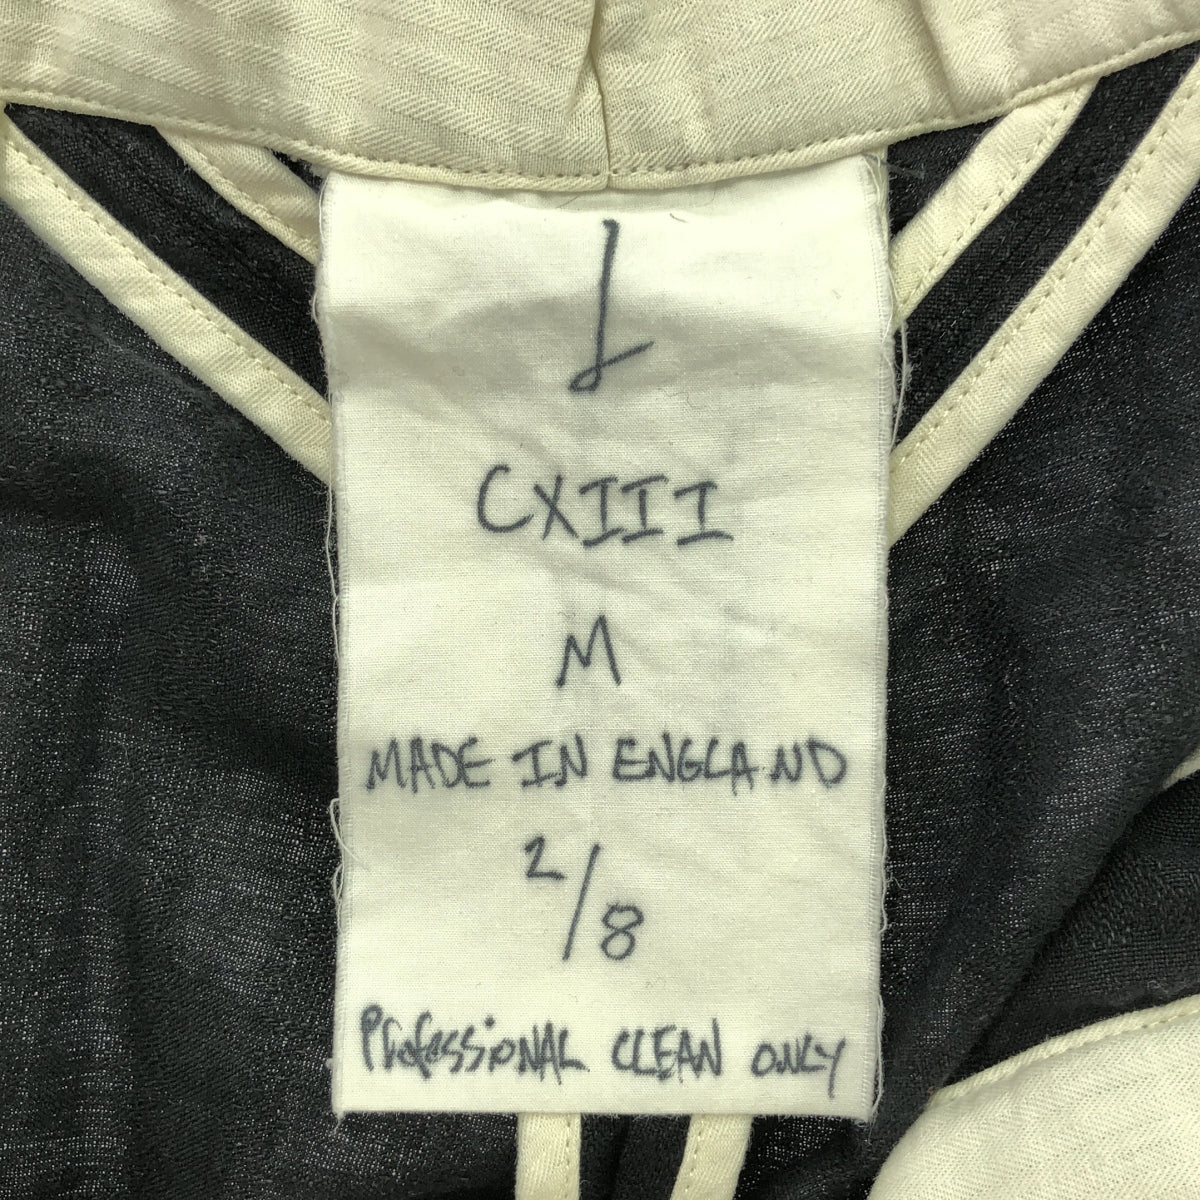 CXIII
M
MADE IN ENGLAND
2/8
Professional CLEAN ONLY